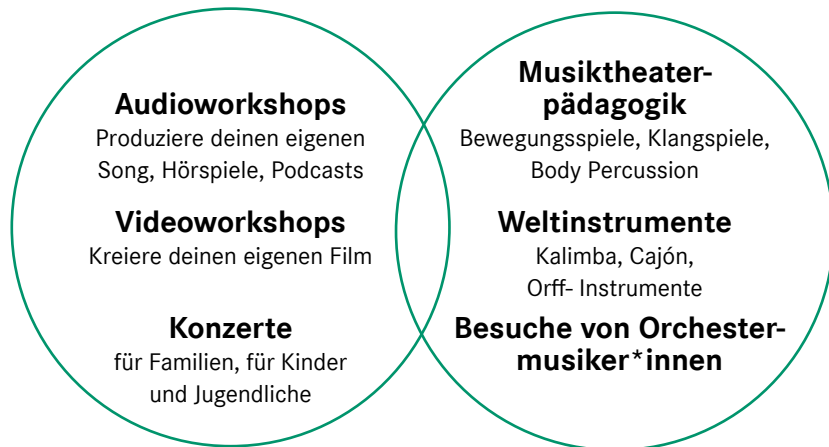 Audioworkshops
Produziere deinen eigenen
Song, Hörspiele, Podcasts
Videoworkshops
Kreiere deinen eigenen Film
Konzerte
für Familien, für Kinder
und Jugendliche
Musiktheater-
pädagogik
Bewegungsspiele, Klangspiele,
Body Percussion
Weltinstrumente
Kalimba, Cajón,
Orff- Instrumente
Besuche von Orchester-
musiker*innen